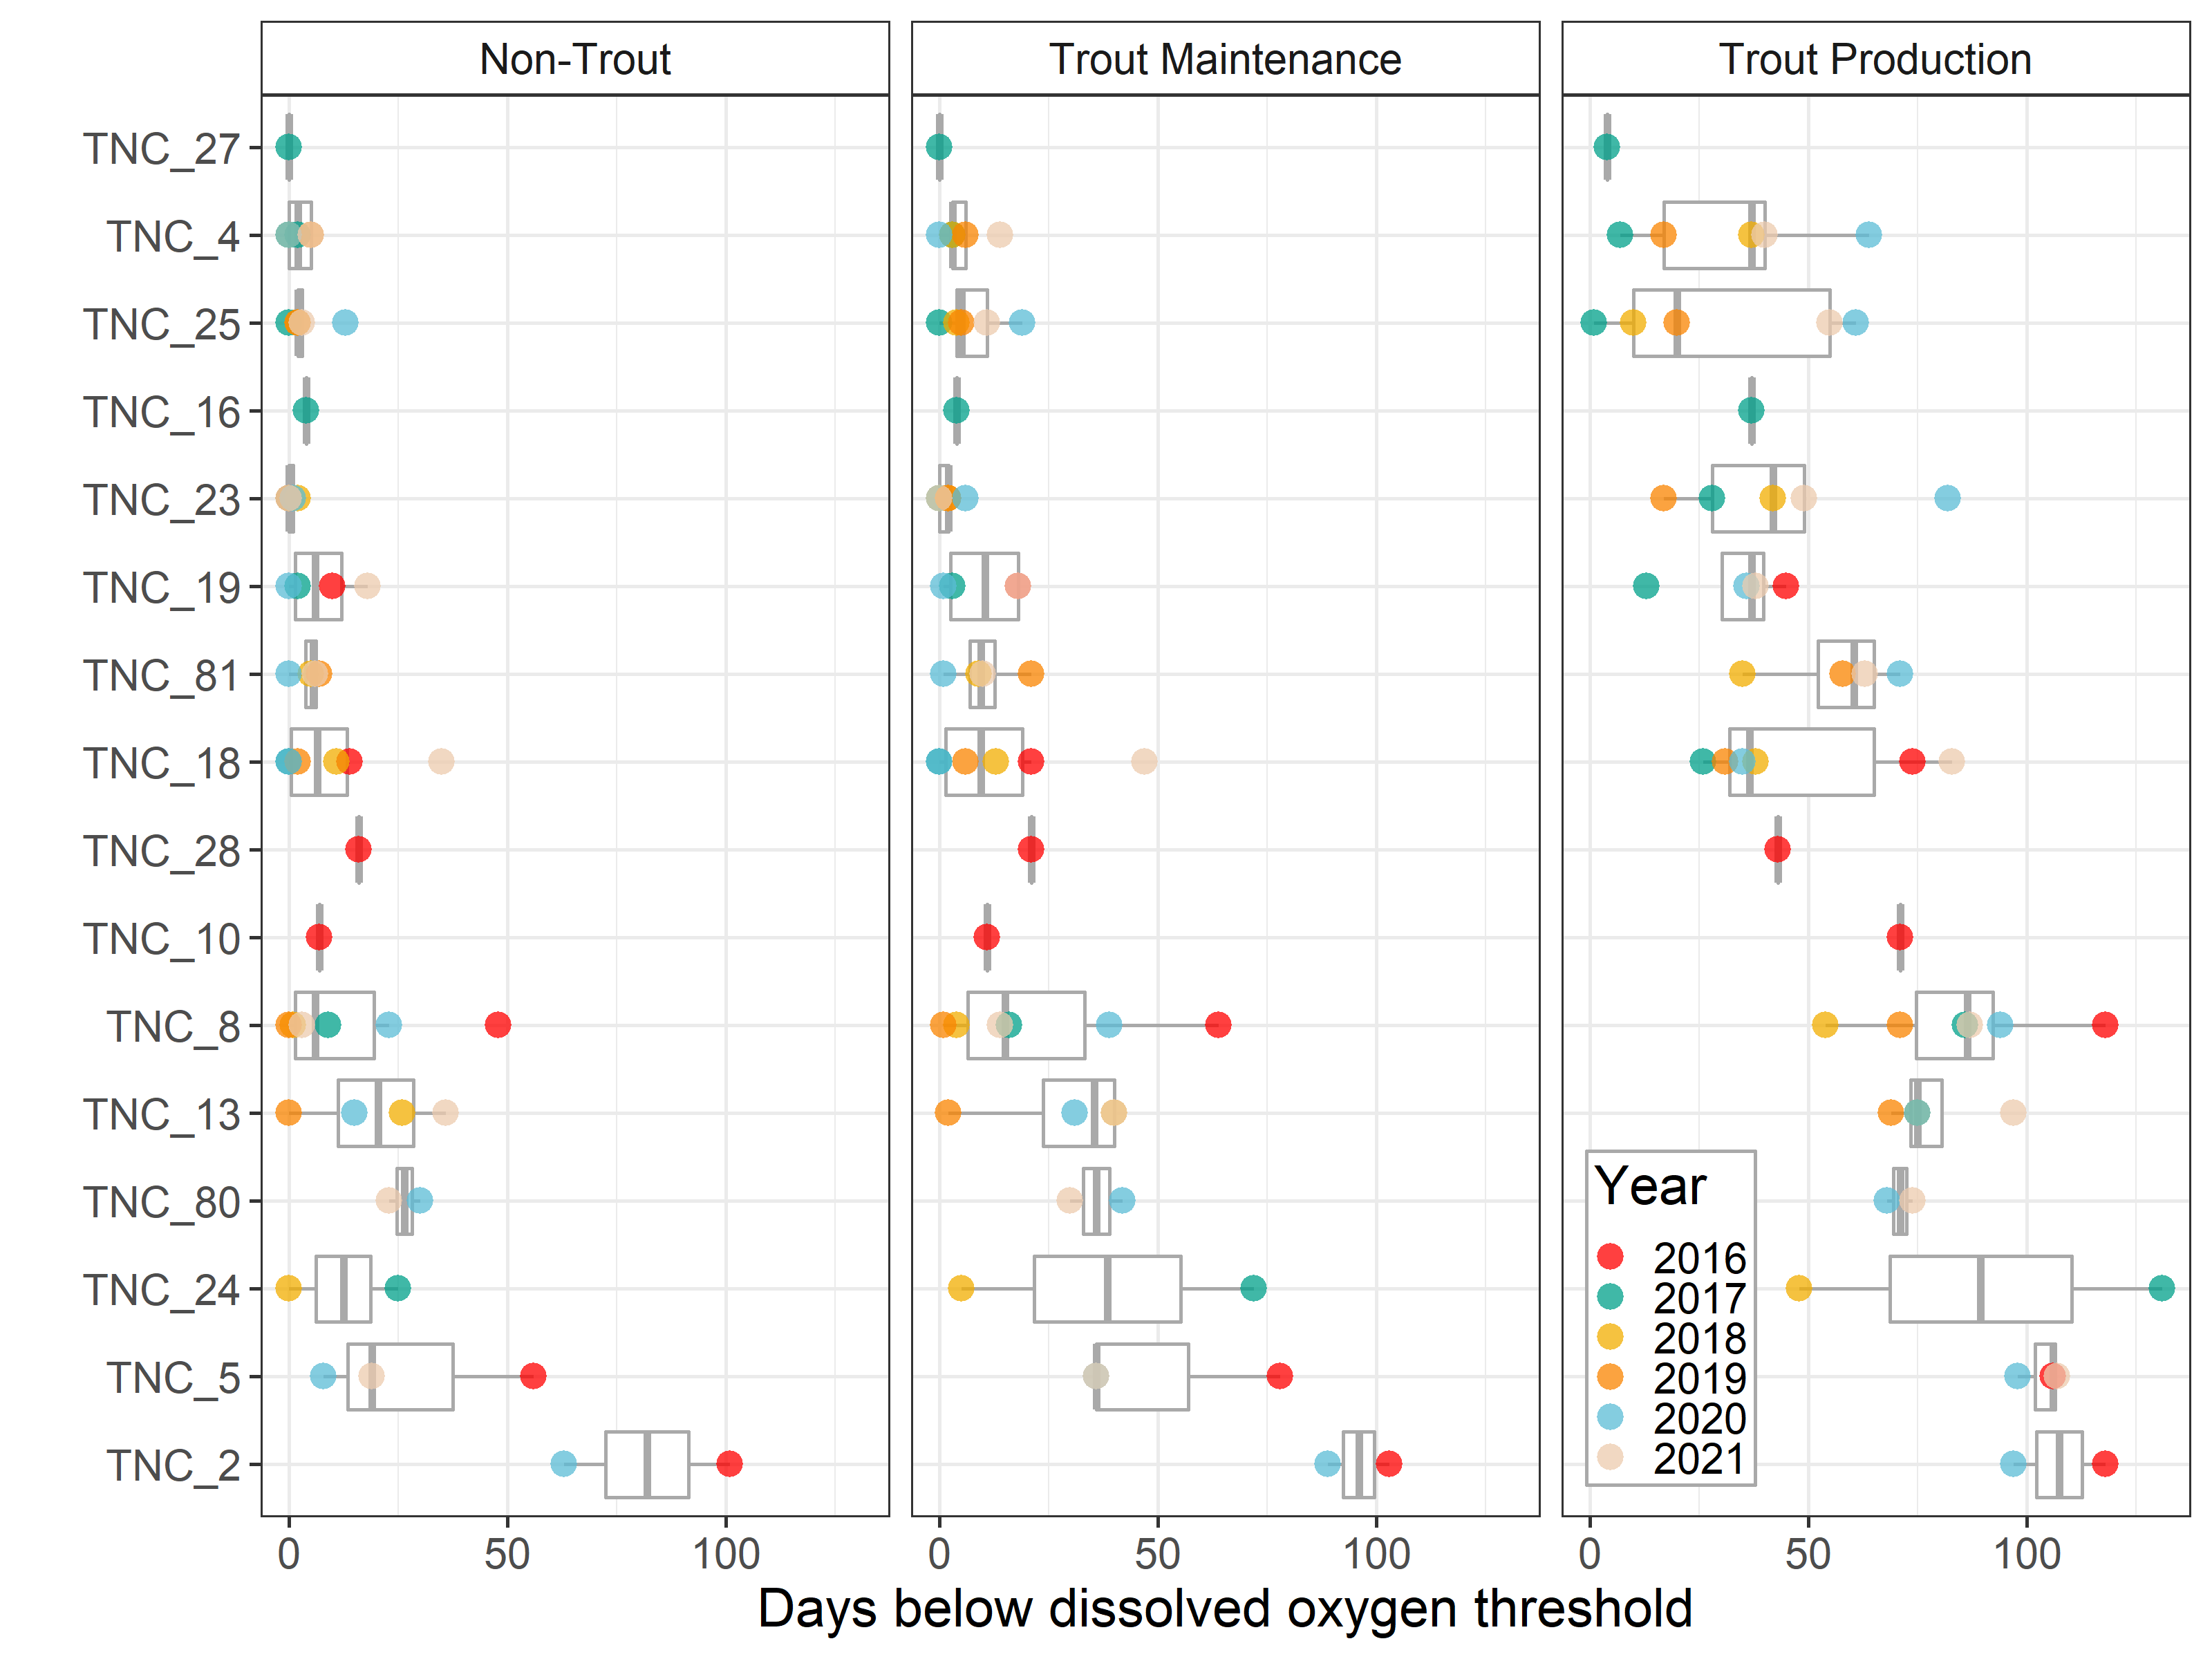 Non-Trout
Trout Maintenance
Trout Production
TNC_27
TNC_4
TNC_25
TNC_16
TNC_23
TNC_19
TNC_81
TNC_18
TNC_28
TNC_10
TNC_8
TNC_13
TNC_80
TNC_24
TNC_5
TNC_2
Year
2016
2017
2018
2019
2020
2021
0 50 100
0 50 100
0 50 100
Days below dissolved oxygen threshold